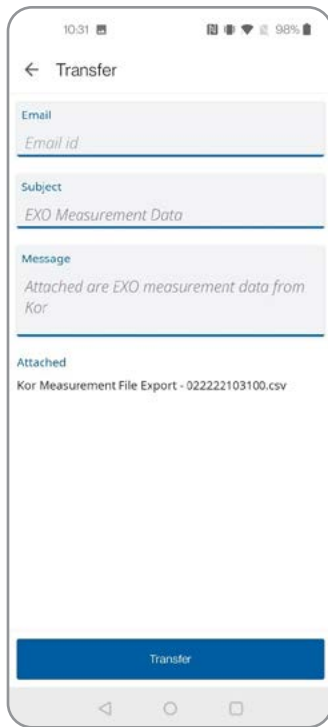 10:31
98%
Transfer
Email
Email id
Subject
EXO Measurement Data
Message
Attached are EXO measurement data from
Kor
Attached
Kor Measurement File Export - 022222103100.csv
Transfer